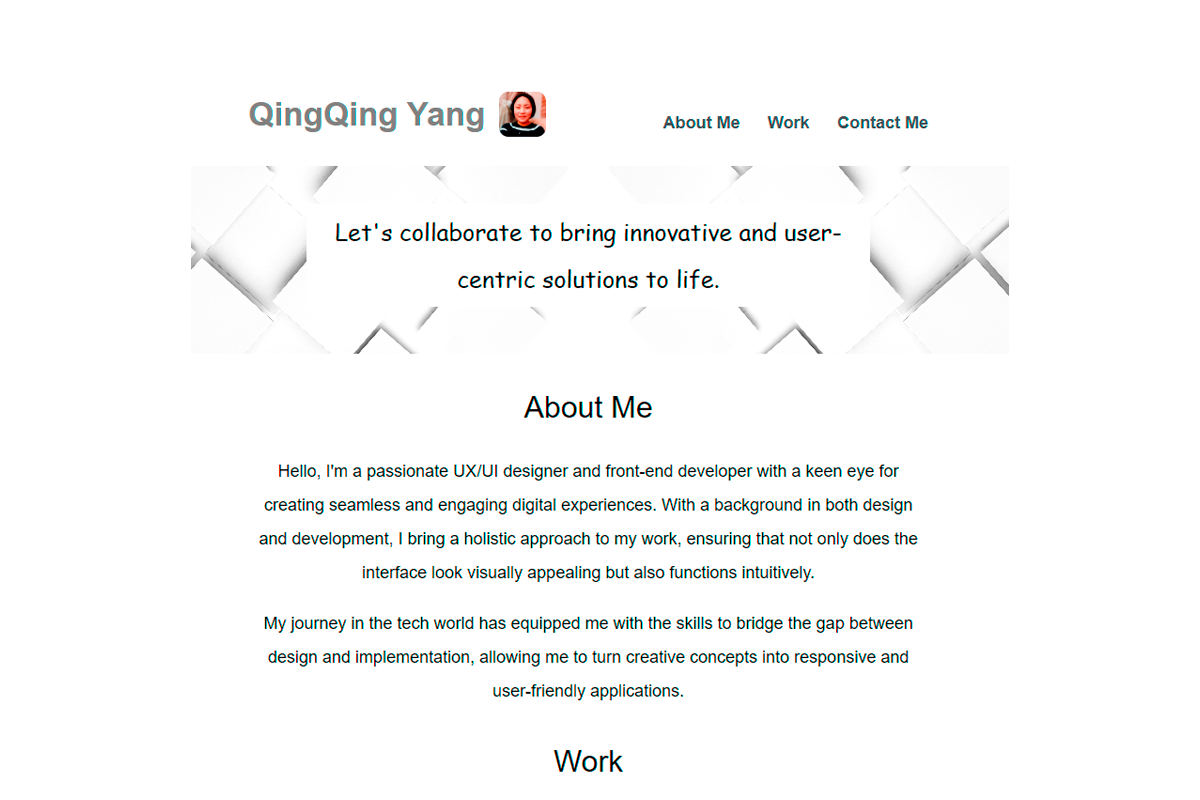 QingQing Yang
About Me Work Contact Me
Let's collaborate to bring innovative and user-
centric solutions to life.
About Me
Hello, I'm a passionate UX/UI designer and front-end developer with a keen eye for
creating seamless and engaging digital experiences. With a background in both design
and development, I bring a holistic approach to my work, ensuring that not only does the
interface look visually appealing but also functions intuitively.
My journey in the tech world has equipped me with the skills to bridge the gap between
design and implementation, allowing me to turn creative concepts into responsive and
user-friendly applications.
Work